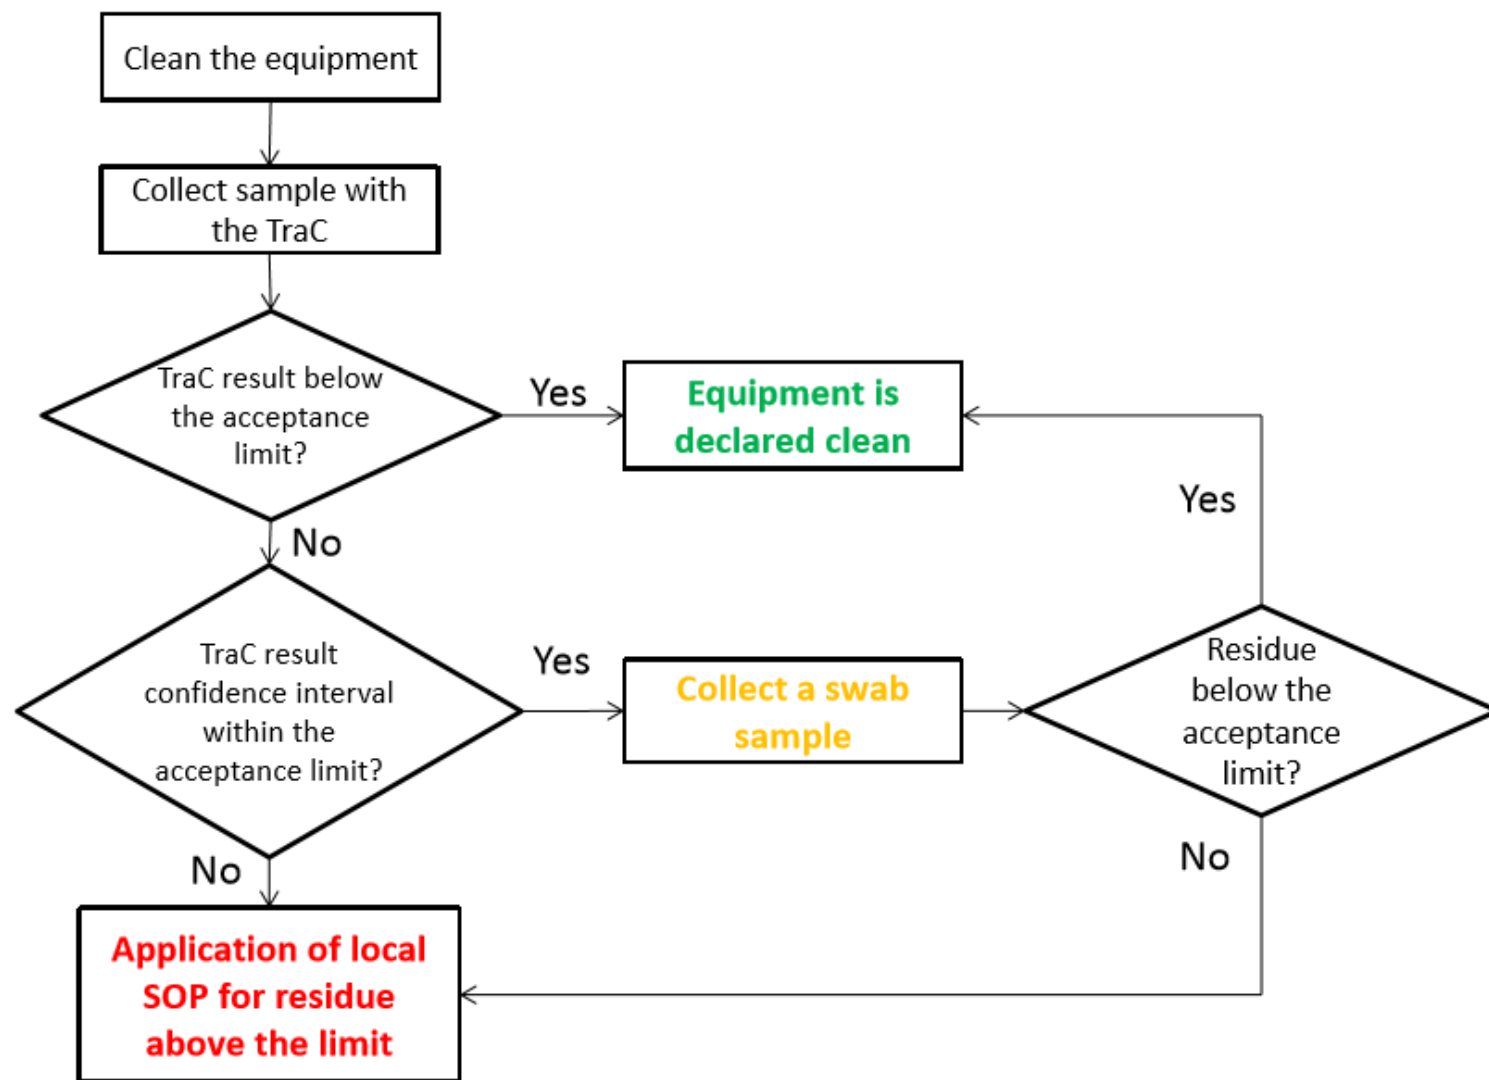 Clean the equipment
Collect sample with
the TraC
TraC result below
the acceptance
limit?
Yes
Equipment is
declared clean
Yes
No
TraC result
confidence interval
within the
acceptance limit?
Yes
Collect a swab
sample
Residue
below the
acceptance
limit?
No
No
Application of local
SOP for residue
above the limit